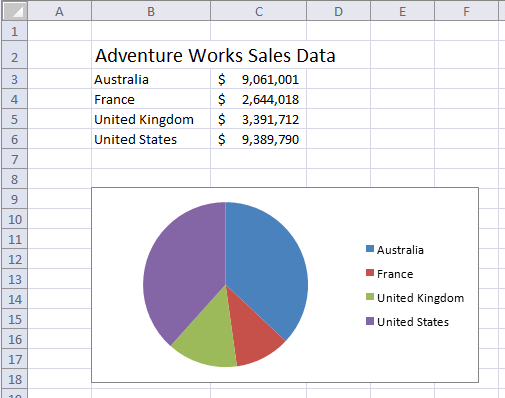 A B C D E F
1
2 Adventure Works Sales Data
3 Australia $ 9,061,001
4 France $ 2,644,018
5 United Kingdom $ 3,391,712
6 United States $ 9,389,790
7
8
9
10
11 Australia
12
13 France
14 United Kingdom
15 United States
16
17
18